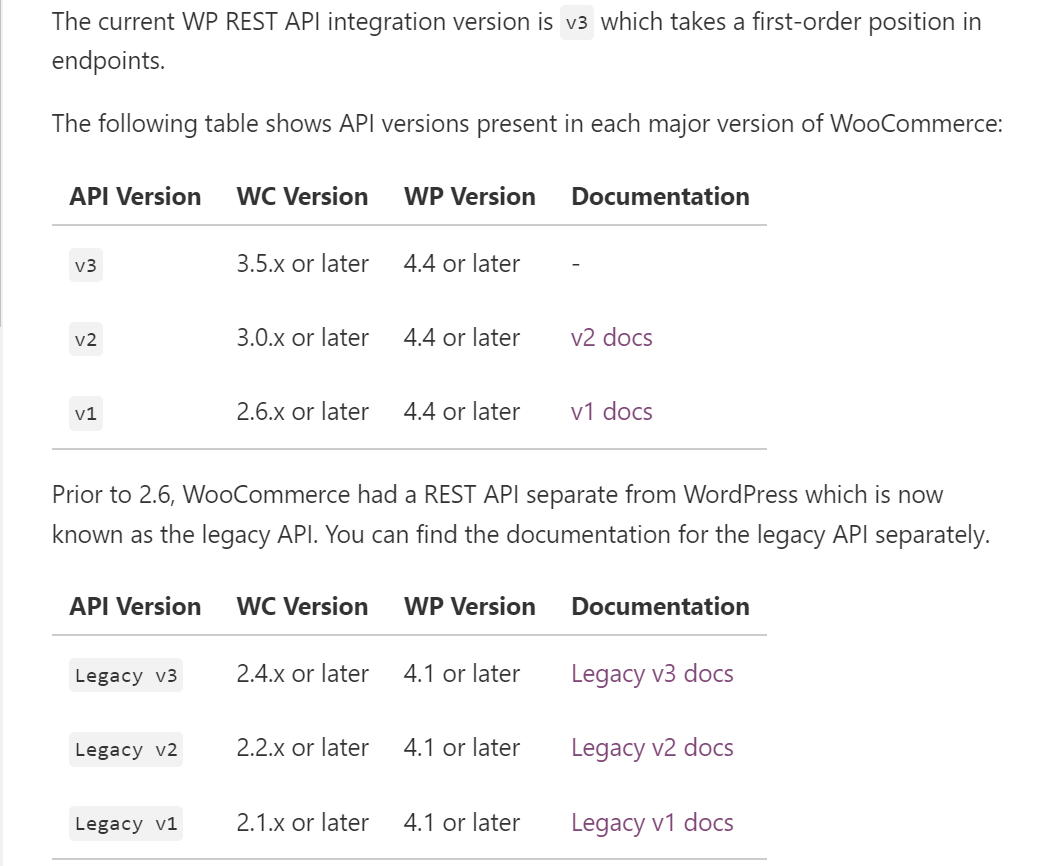 The current WP REST API integration version is v3 which takes a first-order position in
endpoints.
The following table shows API versions present in each major version of WooCommerce:
API Version WC Version WP Version Documentation
v3 3.5.x or later 4.4 or later -
v2 3.0.x or later 4.4 or later v2 docs
v1 2.6.x or later 4.4 or later v1 docs
Prior to 2.6, WooCommerce had a REST API separate from WordPress which is now
known as the legacy API. You can find the documentation for the legacy API separately.
API Version WC Version WP Version Documentation
Legacy v3 2.4.x or later 4.1 or later Legacy v3 docs
Legacy v2 2.2.x or later 4.1 or later Legacy v2 docs
Legacy v1 2.1.x or later 4.1 or later Legacy v1 docs